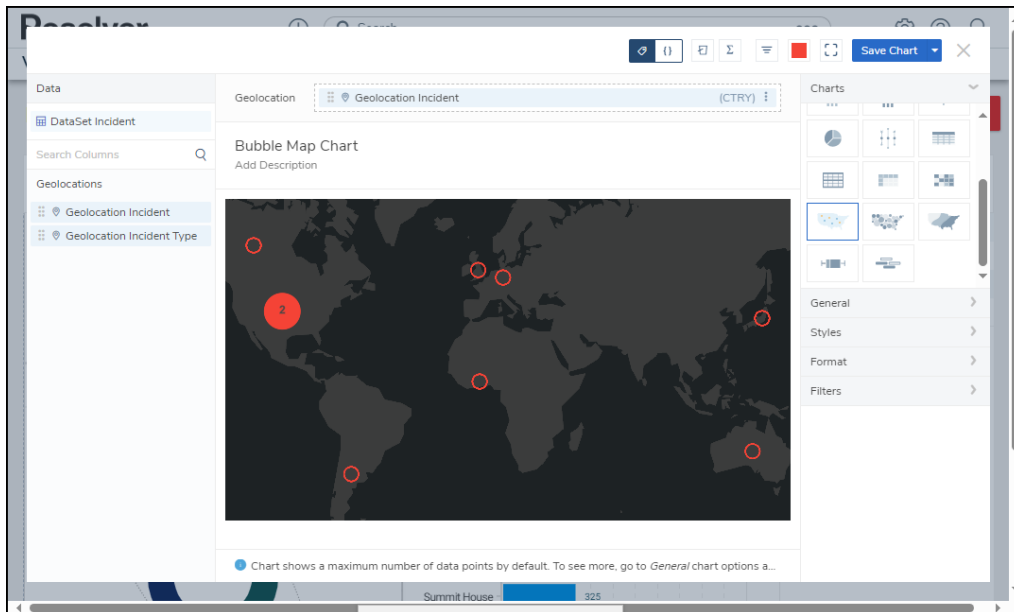 Resolver
Search
{}
Σ
Save Chart
Data
DataSet Incident
Search Columns
Geolocations
Geolocation Incident
Geolocation Incident Type
Geolocation
Geolocation Incident
(CTRY)
Bubble Map Chart
Add Description
2
Chart shows a maximum number of data points by default. To see more, go to General chart options a...
Charts
General
Styles
Format
Filters
Summit House
325